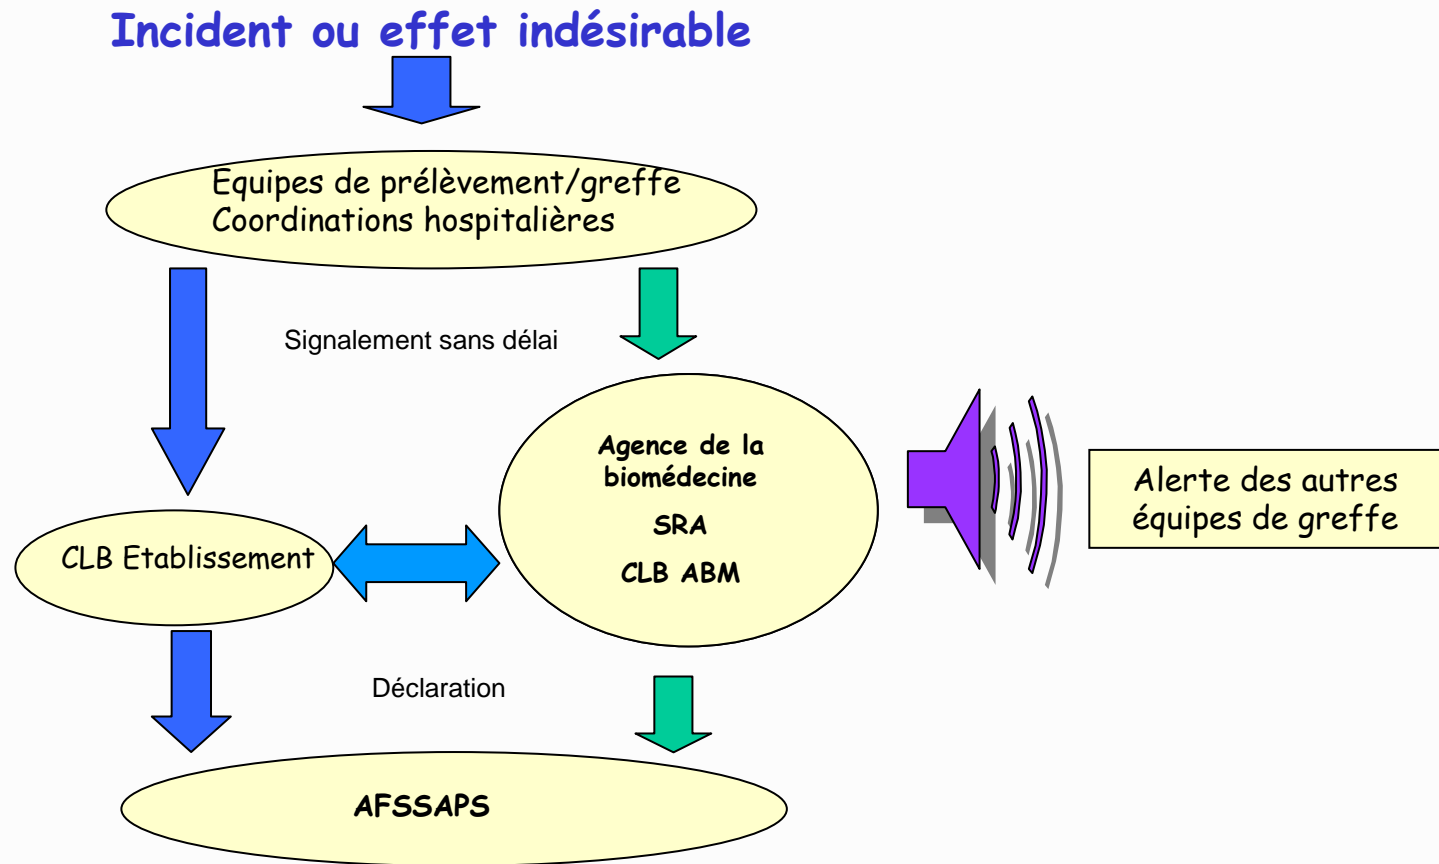 Incident ou effet indésirable
Equipes de prélèvement/greffe
Coordinations hospitalières
Signalement sans délai
Agence de la
biomédecine
SRA
CLB ABM
Alerte des autres
équipes de greffe
CLB Etablissement
Déclaration
AFSSAPS